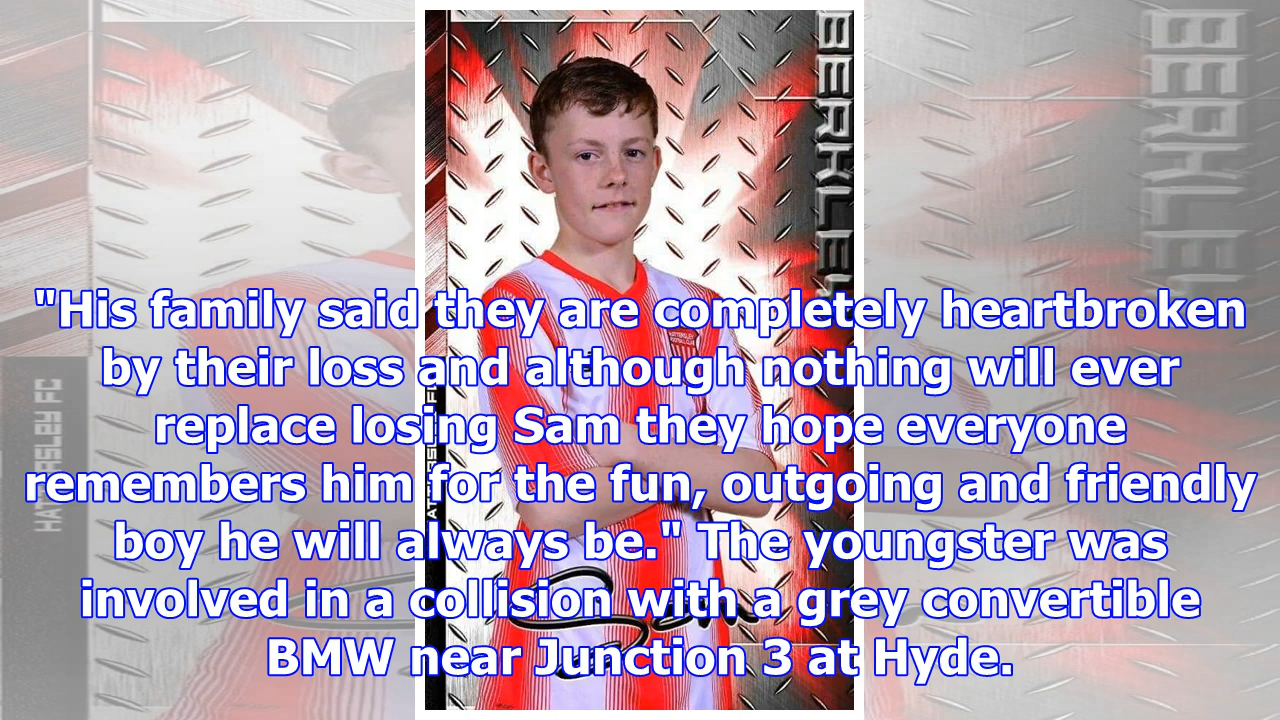 BERKLEY
"His family said they are completely heartbroken
by their loss and although nothing will ever
replace losing Sam they hope everyone
remembers him for the fun, outgoing and friendly
boy he will always be." The youngster was
involved in a collision with a grey convertible
BMW near Junction 3 at Hyde.
Sam